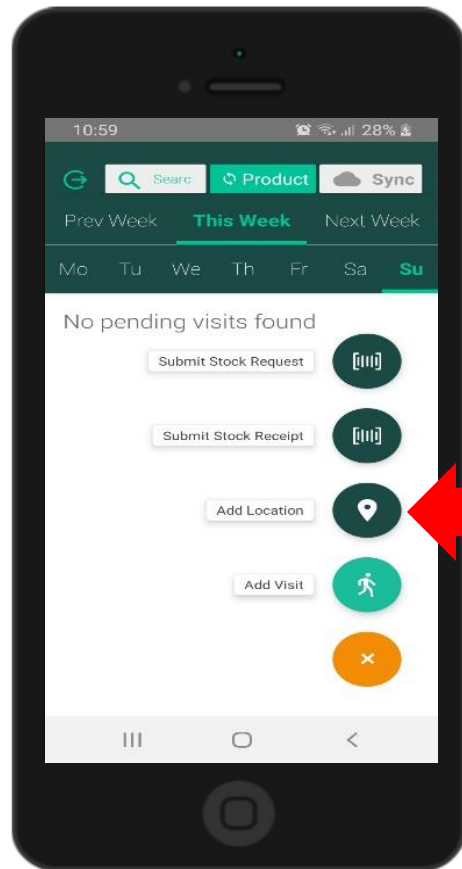 10:59 28%
Searc Product Sync
Prev Week This Week Next Week
Mo Tu We Th Fr Sa Su
No pending visits found
Submit Stock Request
Submit Stock Receipt
Add Location
Add Visit